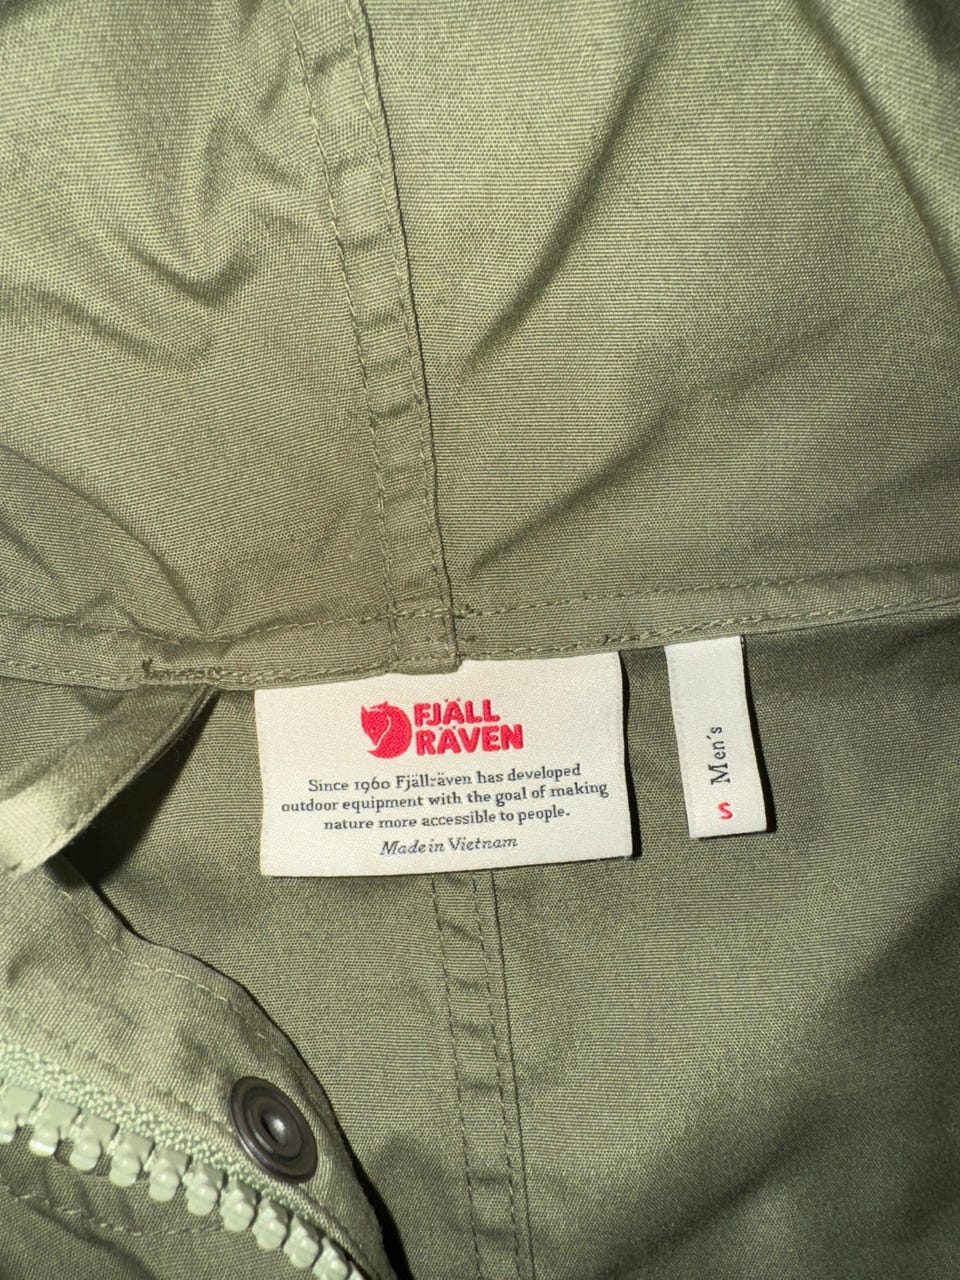 FJÄLL
RÄVEN
Since 1960 Fjällräven has developed
outdoor equipment with the goal of making
nature more accessible to people.
Made in Vietnam
Men's
S